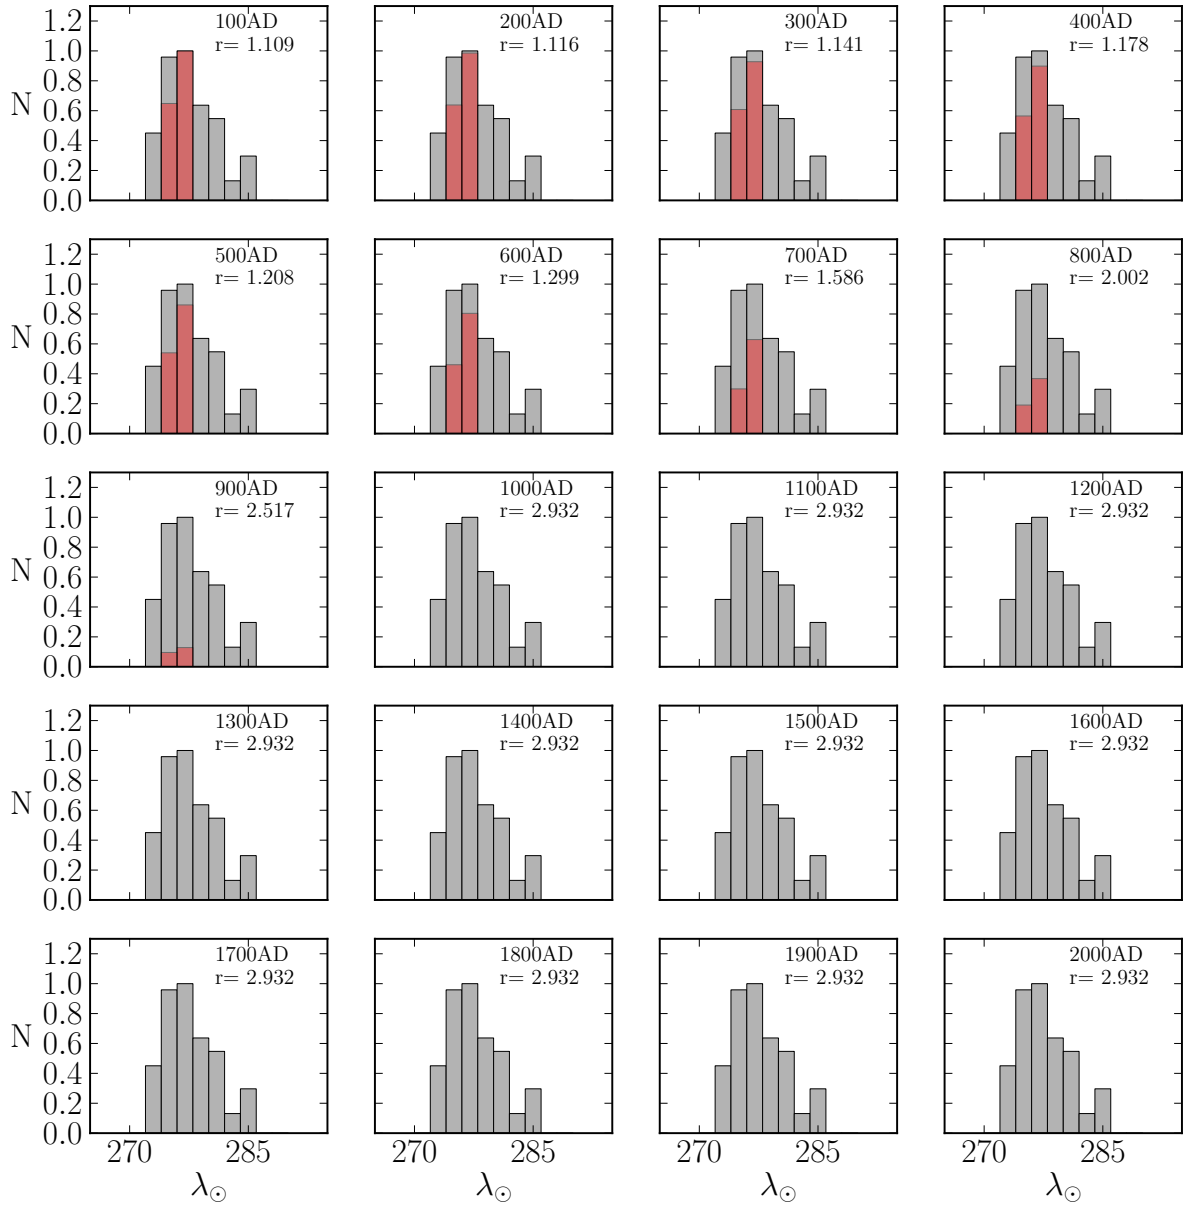 100AD
r= 1.109
200AD
r= 1.116
300AD
r= 1.141
400AD
r= 1.178
N
1.2
1.0
0.8
0.6
0.4
0.2
0.0
500AD
r= 1.208
600AD
r= 1.299
700AD
r= 1.586
800AD
r= 2.002
N
1.2
1.0
0.8
0.6
0.4
0.2
0.0
900AD
r= 2.517
1000AD
r= 2.932
1100AD
r= 2.932
1200AD
r= 2.932
N
1.2
1.0
0.8
0.6
0.4
0.2
0.0
1300AD
r= 2.932
1400AD
r= 2.932
1500AD
r= 2.932
1600AD
r= 2.932
N
1.2
1.0
0.8
0.6
0.4
0.2
0.0
1700AD
r= 2.932
1800AD
r= 2.932
1900AD
r= 2.932
2000AD
r= 2.932
N
1.2
1.0
0.8
0.6
0.4
0.2
0.0
270 285
270 285
270 285
270 285
λ⊙
λ⊙
λ⊙
λ⊙